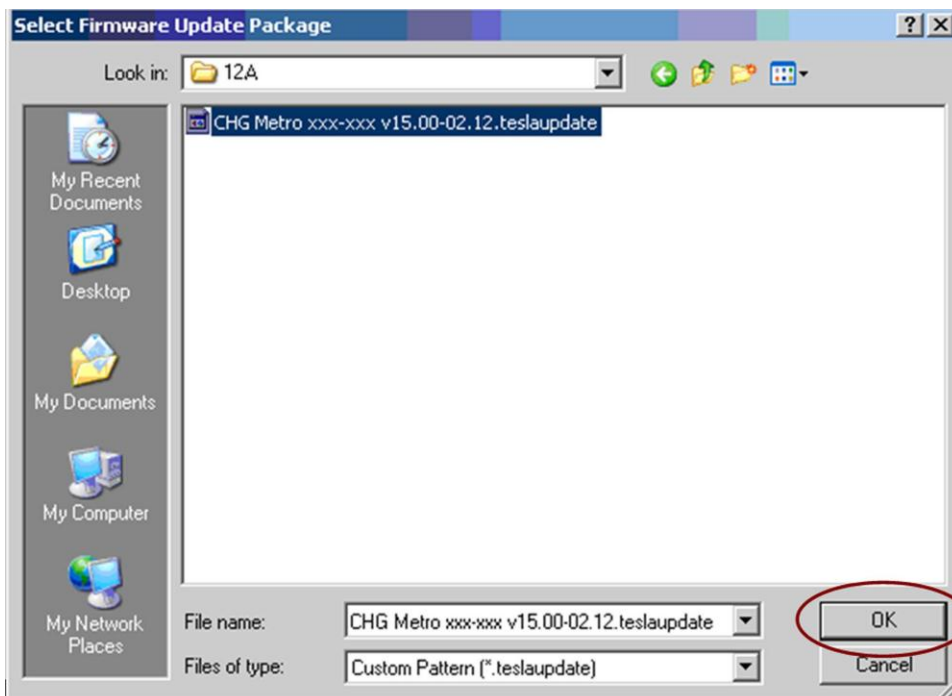 Select Firmware Update Package
Look in:
12A
CHG Metro xxx-xxx v15.00-02.12.teslaupdate
My Recent
Documents
Desktop
My Documents
My Computer
My Network
Places
File name:
CHG Metro xxx-xxx v15.00-02.12.teslaupdate
OK
Files of type:
Custom Pattern (*.teslaupdate)
Cancel